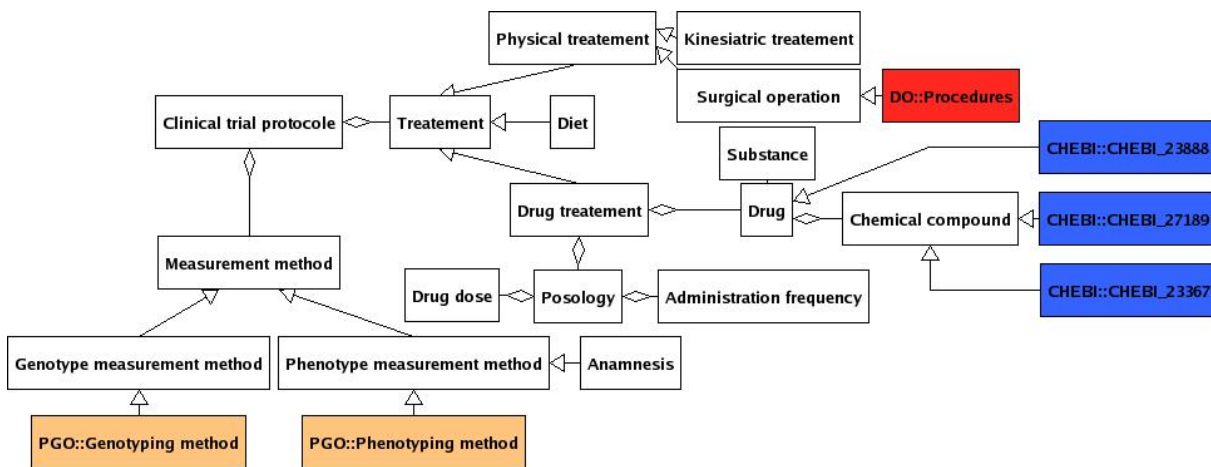 Physical treatement
Kinesiatric treatement
Surgical operation
DO::Procedures
Clinical trial protocole
Treatement
Diet
Substance
CHEBI::CHEBI_23888
Drug treatement
Drug
Chemical compound
CHEBI::CHEBI_27189
Measurement method
Drug dose
Posology
Administration frequency
CHEBI::CHEBI_23367
Genotype measurement method
Phenotype measurement method
Anamnesis
PGO::Genotyping method
PGO::Phenotyping method